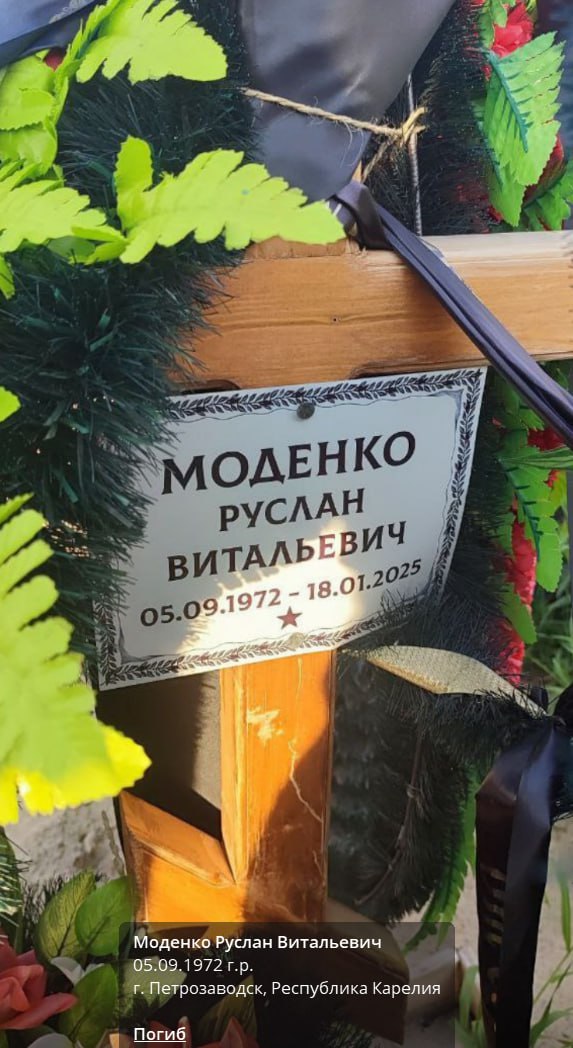 МОДЕНКО
РУСЛАН
ВИТАЛЬЕВИЧ
05.09.1972 - 18.01.2025
Моденко Руслан Витальевич
05.09.1972 г.р.
г. Петрозаводск, Республика Карелия
Погиб